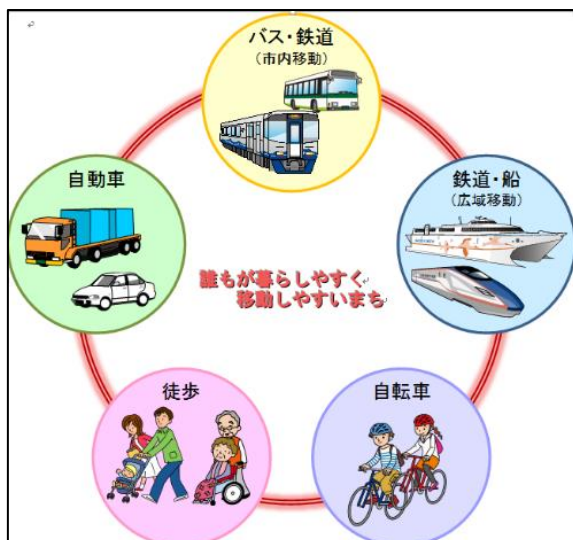 バス・鉄道
(市内移動)
自動車
鉄道・船
(広域移動)
誰もが暮らしやすく
移動しやすいまち
徒歩
自転車